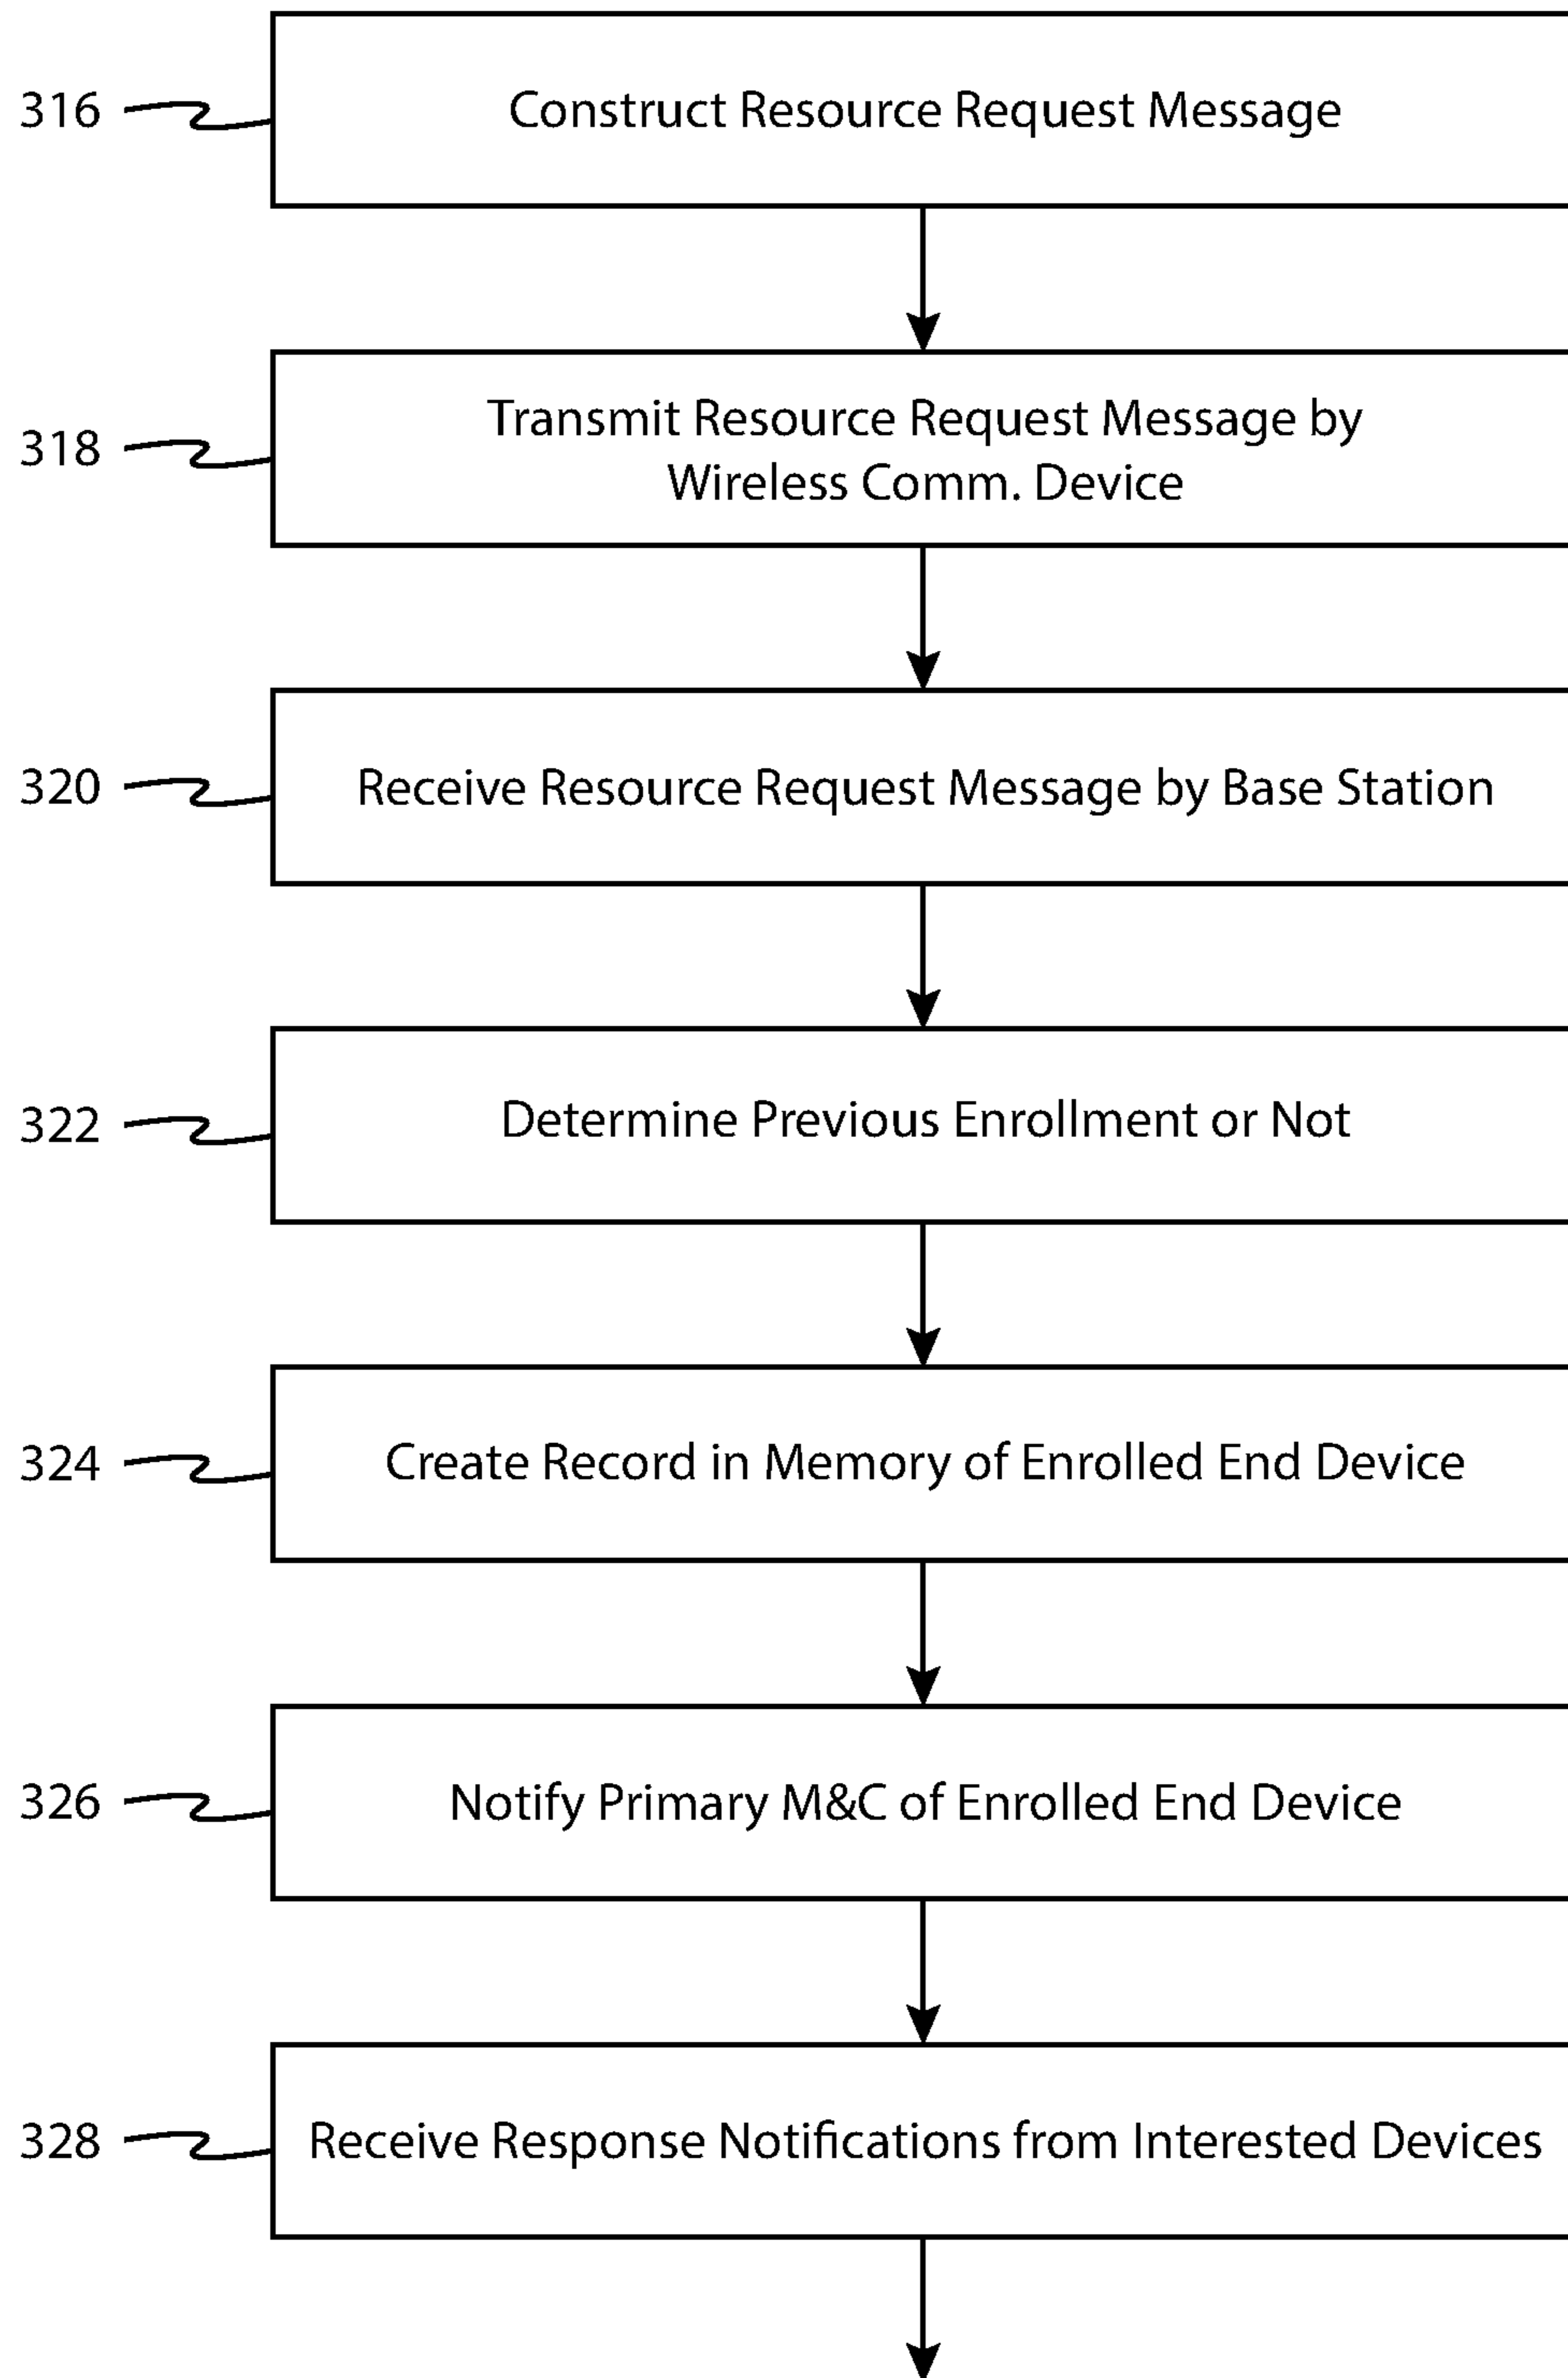 316
Construct Resource Request Message
318
Transmit Resource Request Message by
Wireless Comm. Device
320
Receive Resource Request Message by Base Station
322
Determine Previous Enrollment or Not
324
Create Record in Memory of Enrolled End Device
326
Notify Primary M&C of Enrolled End Device
328
Receive Response Notifications from Interested Devices